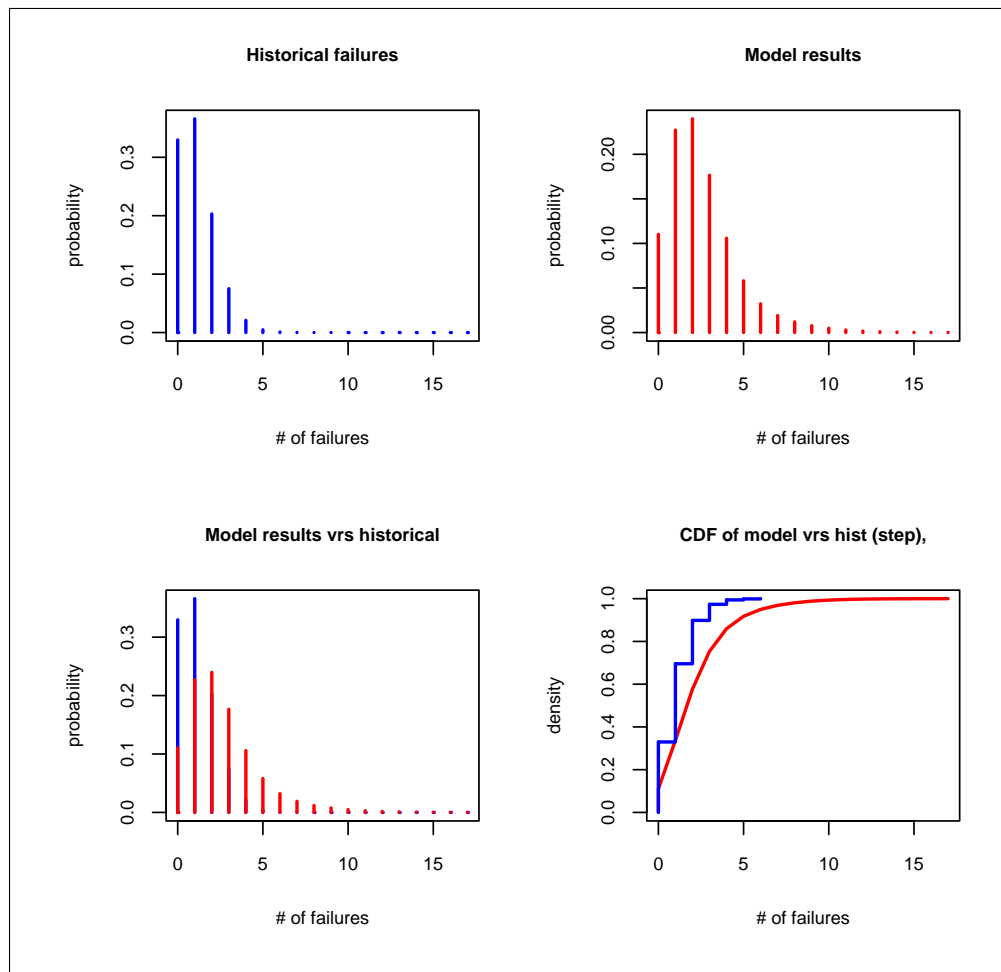 Historical failures
probability
0.0
0.1
0.2
0.3
0
5
10
15
# of failures
Model results
probability
0.00
0.10
0.20
0
5
10
15
# of failures
Model results vrs historical
probability
0.0
0.1
0.2
0.3
0
5
10
15
# of failures
CDF of model vrs hist (step),
density
0.0
0.2
0.4
0.6
0.8
1.0
0
5
10
15
# of failures